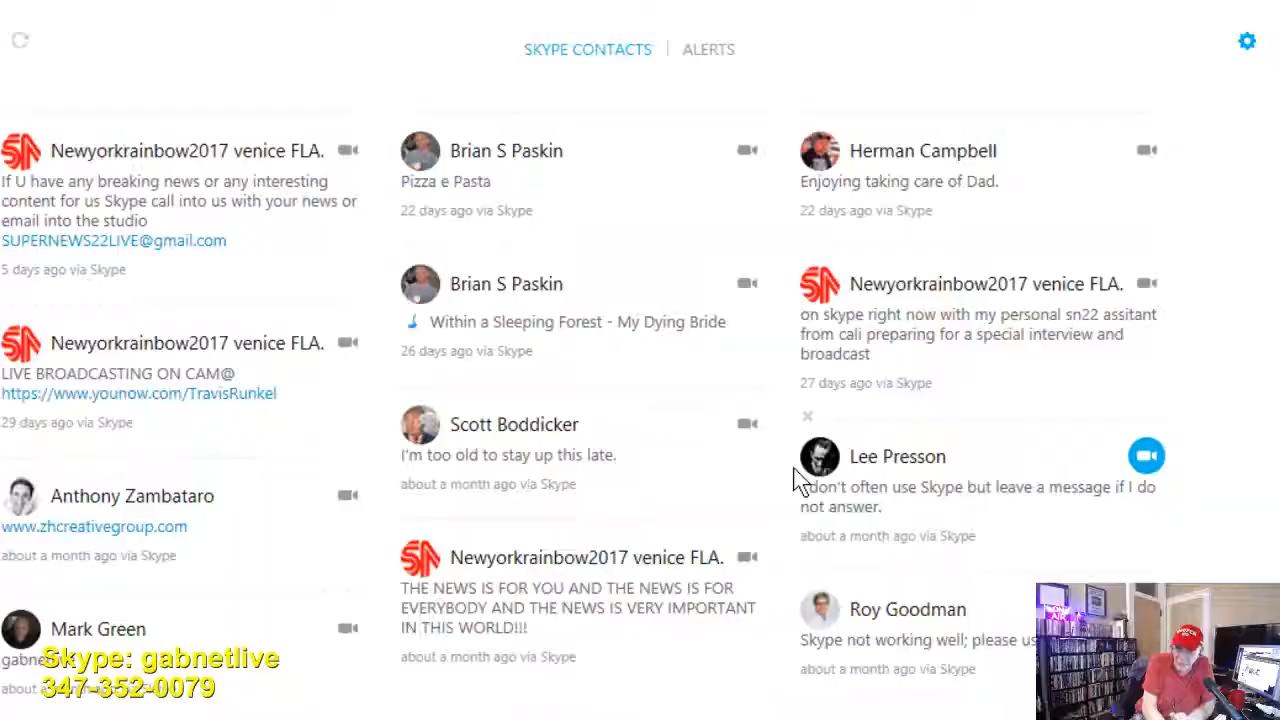 SKYPE CONTACTS | ALERTS
Newyorkrainbow2017 venice FLA.
If U have any breaking news or any interesting
content for us Skype call into us with your news or
email into the studio
SUPERNEWS22LIVE@gmail.com
5 days ago via Skype
Newyorkrainbow2017 venice FLA.
LIVE BROADCASTING ON CAM@
https://www.younow.com/TravisRunkel
29 days ago via Skype
Anthony Zambataro
www.zhcreativegroup.com
about a month ago via Skype
Mark Green
gabne
Skype: gabnetlive
347-352-0079
Brian S Paskin
Pizza e Pasta
22 days ago via Skype
Brian S Paskin
Within a Sleeping Forest - My Dying Bride
26 days ago via Skype
Scott Boddicker
I'm too old to stay up this late.
about a month ago via Skype
Newyorkrainbow2017 venice FLA.
THE NEWS IS FOR YOU AND THE NEWS IS FOR
EVERYBODY AND THE NEWS IS VERY IMPORTANT
IN THIS WORLD!!!
about a month ago via Skype
Herman Campbell
Enjoying taking care of Dad.
22 days ago via Skype
Newyorkrainbow2017 venice FLA.
on skype right now with my personal sn22 assitant
from cali preparing for a special interview and
broadcast
27 days ago via Skype
Lee Presson
don't often use Skype but leave a message if I do
not answer.
about a month ago via Skype
Roy Goodman
Skype not working well; please us
about a month ago via Skype